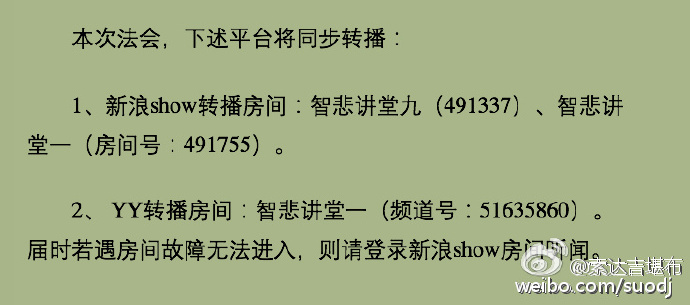 本次法会，下述平台将同步转播：
1、新浪show转播房间：智悲讲堂九（491337）、智悲讲
堂一（房间号：491755）。
2、 YY转播房间：智悲讲堂一（频道号：51635860）。
届时若遇房间故障无法进入，则请登录新浪show房间听闻。
@索达吉堪布
weibo.com/suodj